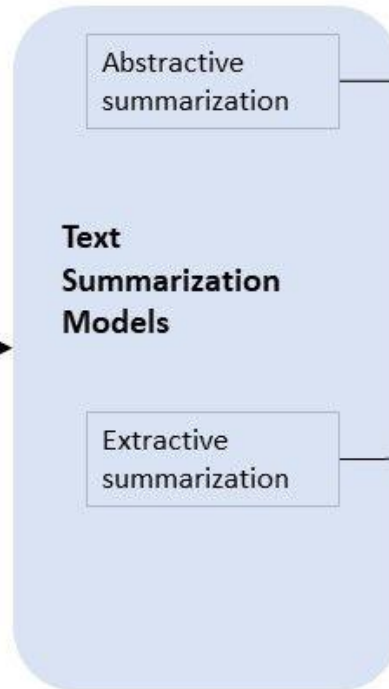 Abstractive
summarization
Text
Summarization
Models
Extractive
summarization